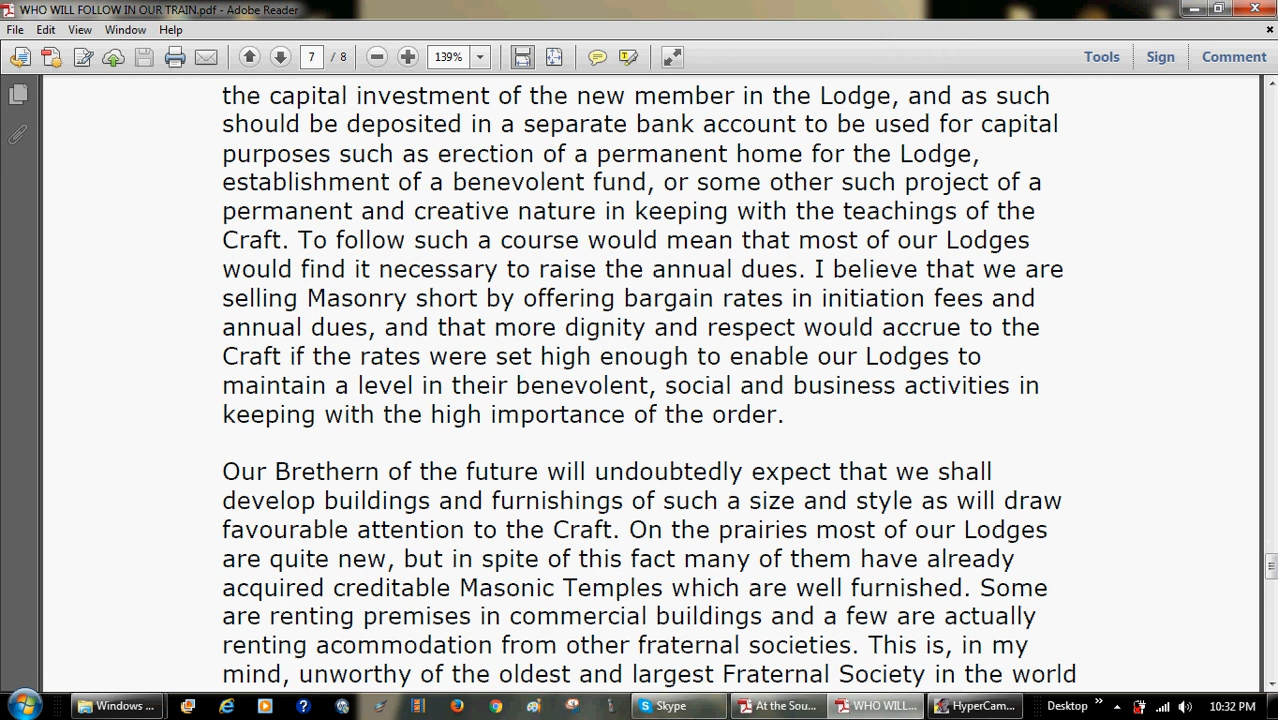 WHO WILL FOLLOW IN OUR TRAIN.pdf - Adobe Reader
File Edit View Window Help
7 / 8 139% Tools Sign Comment
the capital investment of the new member in the Lodge, and as such
should be deposited in a separate bank account to be used for capital
purposes such as erection of a permanent home for the Lodge,
establishment of a benevolent fund, or some other such project of a
permanent and creative nature in keeping with the teachings of the
Craft. To follow such a course would mean that most of our Lodges
would find it necessary to raise the annual dues. I believe that we are
selling Masonry short by offering bargain rates in initiation fees and
annual dues, and that more dignity and respect would accrue to the
Craft if the rates were set high enough to enable our Lodges to
maintain a level in their benevolent, social and business activities in
keeping with the high importance of the order.
Our Brethern of the future will undoubtedly expect that we shall
develop buildings and furnishings of such a size and style as will draw
favourable attention to the Craft. On the prairies most of our Lodges
are quite new, but in spite of this fact many of them have already
acquired creditable Masonic Temples which are well furnished. Some
are renting premises in commercial buildings and a few are actually
renting acommodation from other fraternal societies. This is, in my
mind, unworthy of the oldest and largest Fraternal Society in the world
Windows ... Skype At the Sou... WHO WILL... HyperCam... Desktop 10:32 PM